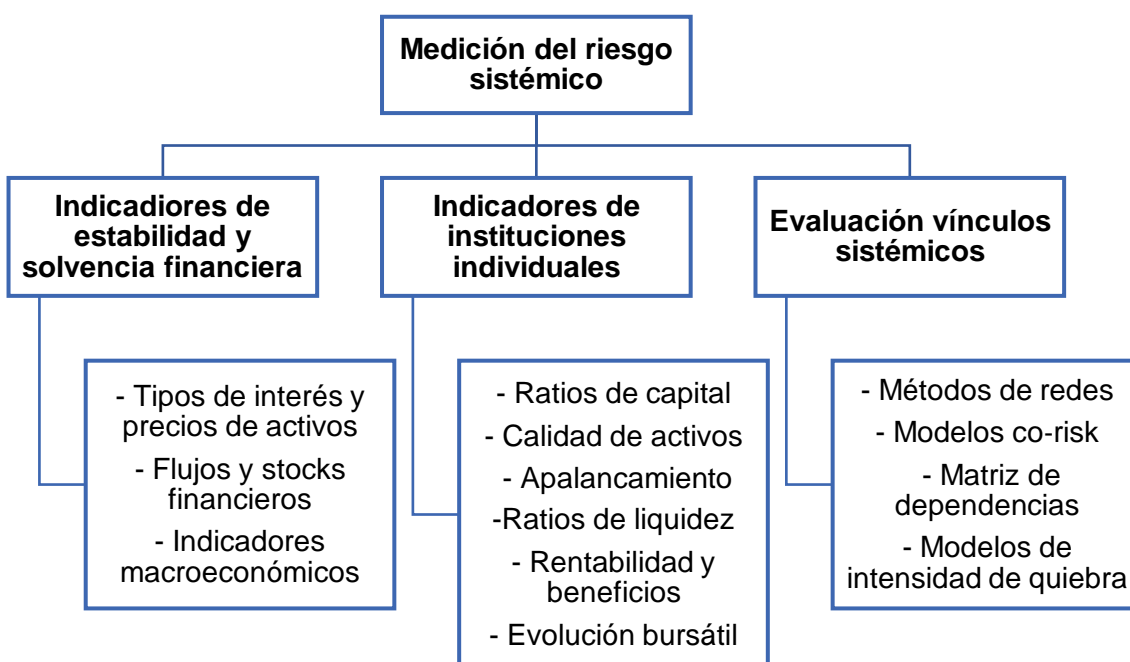 Medición del riesgo
sistémico
Indicadiores de
estabilidad y
solvencia financiera
Indicadores de
instituciones
individuales
Evaluación vínculos
sistémicos
- Tipos de interés y
precios de activos
- Flujos y stocks
financieros
- Indicadores
macroeconómicos
- Ratios de capital
- Calidad de activos
- Apalancamiento
-Ratios de liquidez
- Rentabilidad y
beneficios
- Evolución bursátil
- Métodos de redes
- Modelos co-risk
- Matriz de
dependencias
- Modelos de
intensidad de quiebra